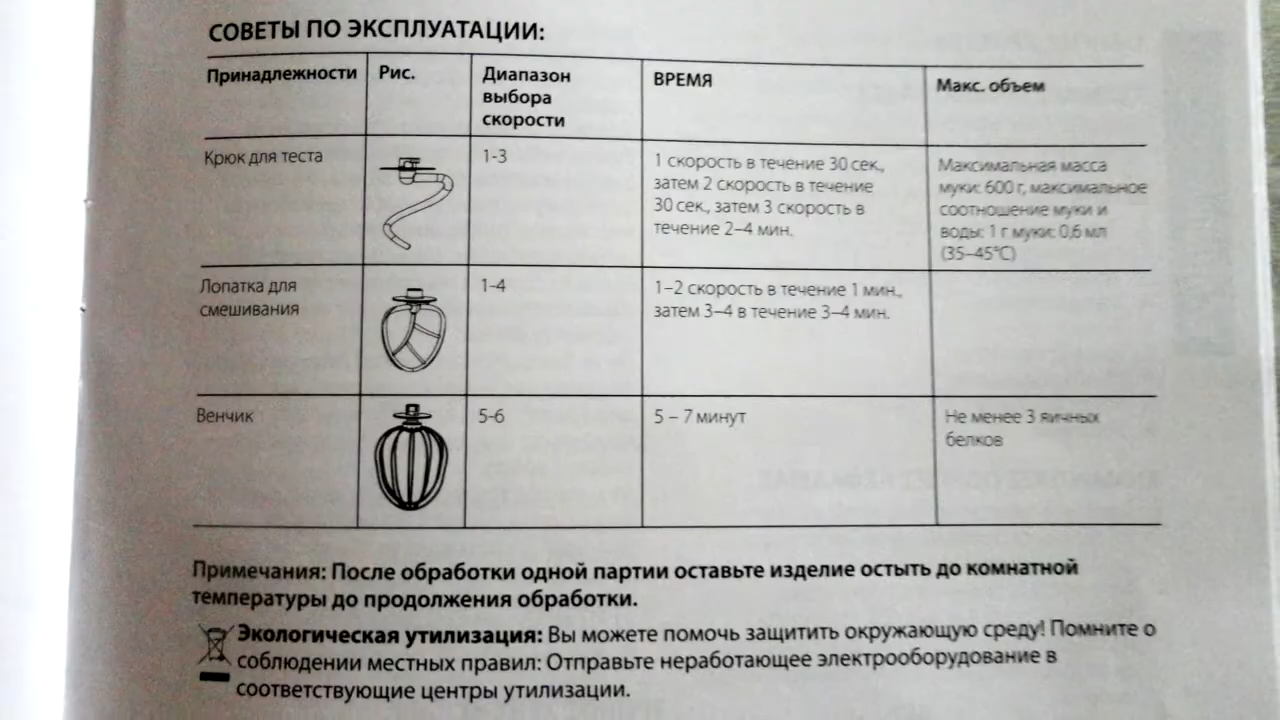 СОВЕТЫ ПО ЭКСПЛУАТАЦИИ:
Принадлежности
Рис.
Диапазон
выбора
скорости
ВРЕМЯ
Макс. объем
Крюк для теста
1-3
1 скорость в течение 30 сек.,
затем 2 скорость в течение
30 сек., затем 3 скорость в
течение 2–4 мин.
Максимальная масса
муки: 600 г, максимальное
соотношение муки и
воды: 1 г муки: 0,6 мл
(35–45°C)
Лопатка для
смешивания
1-4
1–2 скорость в течение 1 мин.,
затем 3–4 в течение 3–4 мин.
Венчик
5-6
5 – 7 минут
Не менее 3 яичных
белков
Примечания: После обработки одной партии оставьте изделие остыть до комнатной
температуры до продолжения обработки.
Экологическая утилизация: Вы можете помочь защитить окружающую среду! Помните о
соблюдении местных правил: Отправьте неработающее электрооборудование в
соответствующие центры утилизации.